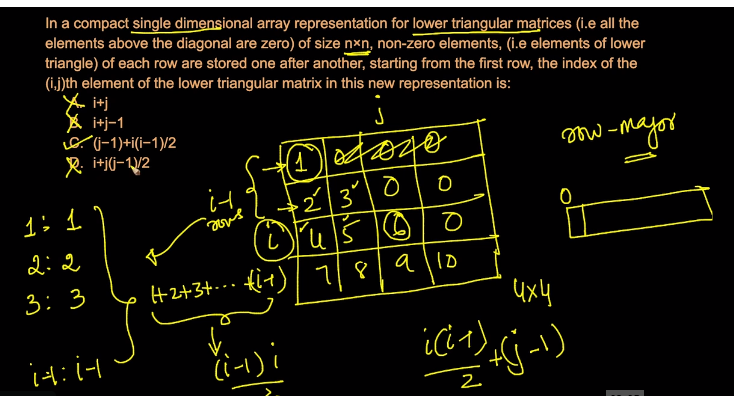 In a compact single dimensional array representation for lower triangular matrices (i.e all the
elements above the diagonal are zero) of size n×n, non-zero elements, (i.e elements of lower
triangle) of each row are stored one after another, starting from the first row, the index of the
(i,j)th element of the lower triangular matrix in this new representation is:
A. i+j
B. i+j−1
C. (j−1)+i(i−1)/2
D. i+j(j−1)/2
j
row-major
1 0 0 0
i-1
rows
2 3 0 0
0
i 4 5 6 0
7 8 9 10
4x4
1: 1
2: 2
3: 3
i-1: i-1
1+2+3+... +(i-1)
(i-1) i
i(i-1) + (j-1)
2